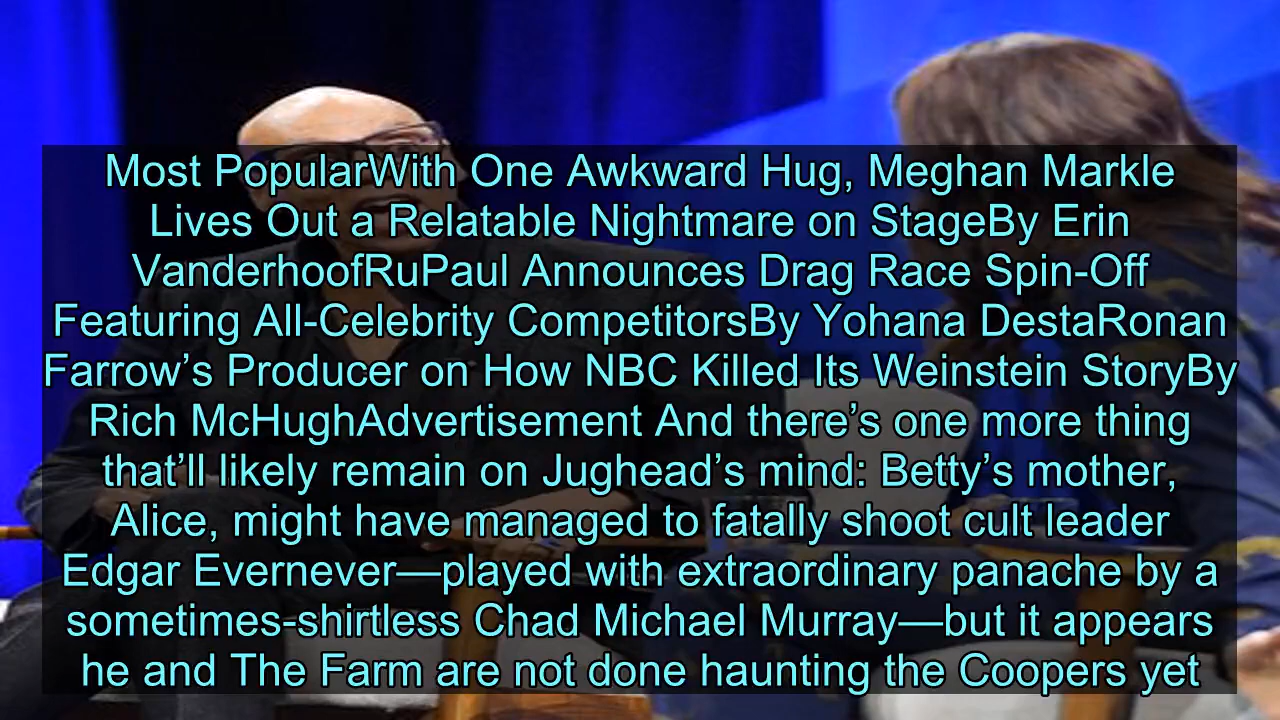 Most PopularWith One Awkward Hug, Meghan Markle
Lives Out a Relatable Nightmare on StageBy Erin
VanderhoofRuPaul Announces Drag Race Spin-Off
Featuring All-Celebrity CompetitorsBy Yohana DestaRonan
Farrow’s Producer on How NBC Killed Its Weinstein StoryBy
Rich McHughAdvertisement And there’s one more thing
that’ll likely remain on Jughead’s mind: Betty’s mother,
Alice, might have managed to fatally shoot cult leader
Edgar Evernever—played with extraordinary panache by a
sometimes-shirtless Chad Michael Murray—but it appears
he and The Farm are not done haunting the Coopers yet